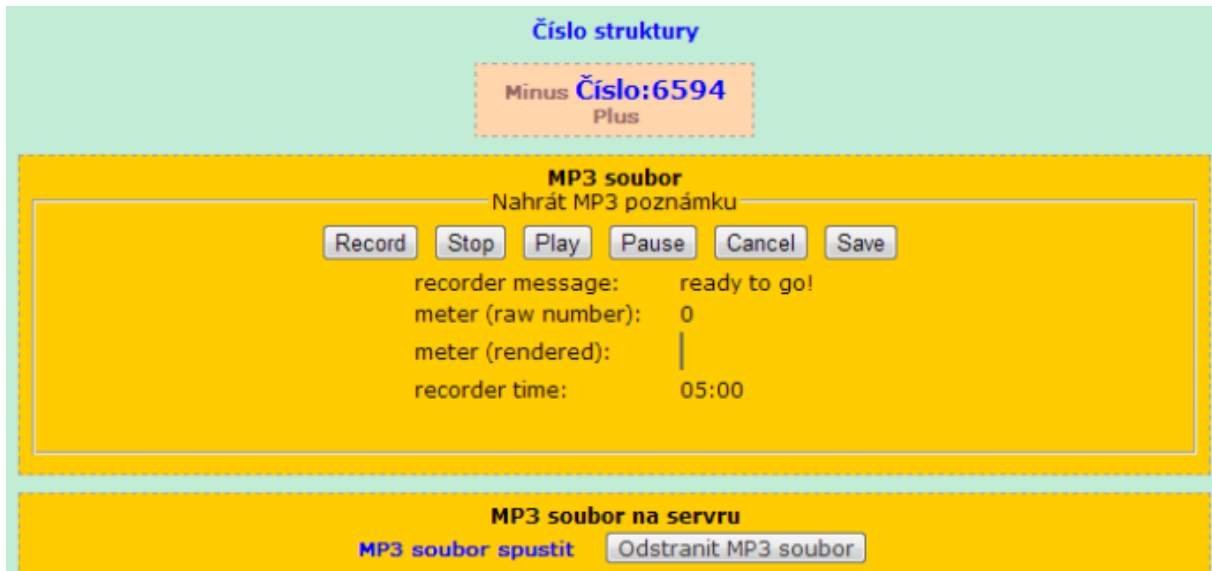 Číslo struktury
Minus Číslo:6594
Plus
MP3 soubor
Nahrát MP3 poznámku
Record Stop Play Pause Cancel Save
recorder message: ready to go!
meter (raw number): 0
meter (rendered):
recorder time: 05:00
MP3 soubor na servru
MP3 soubor spustit Odstranit MP3 soubor